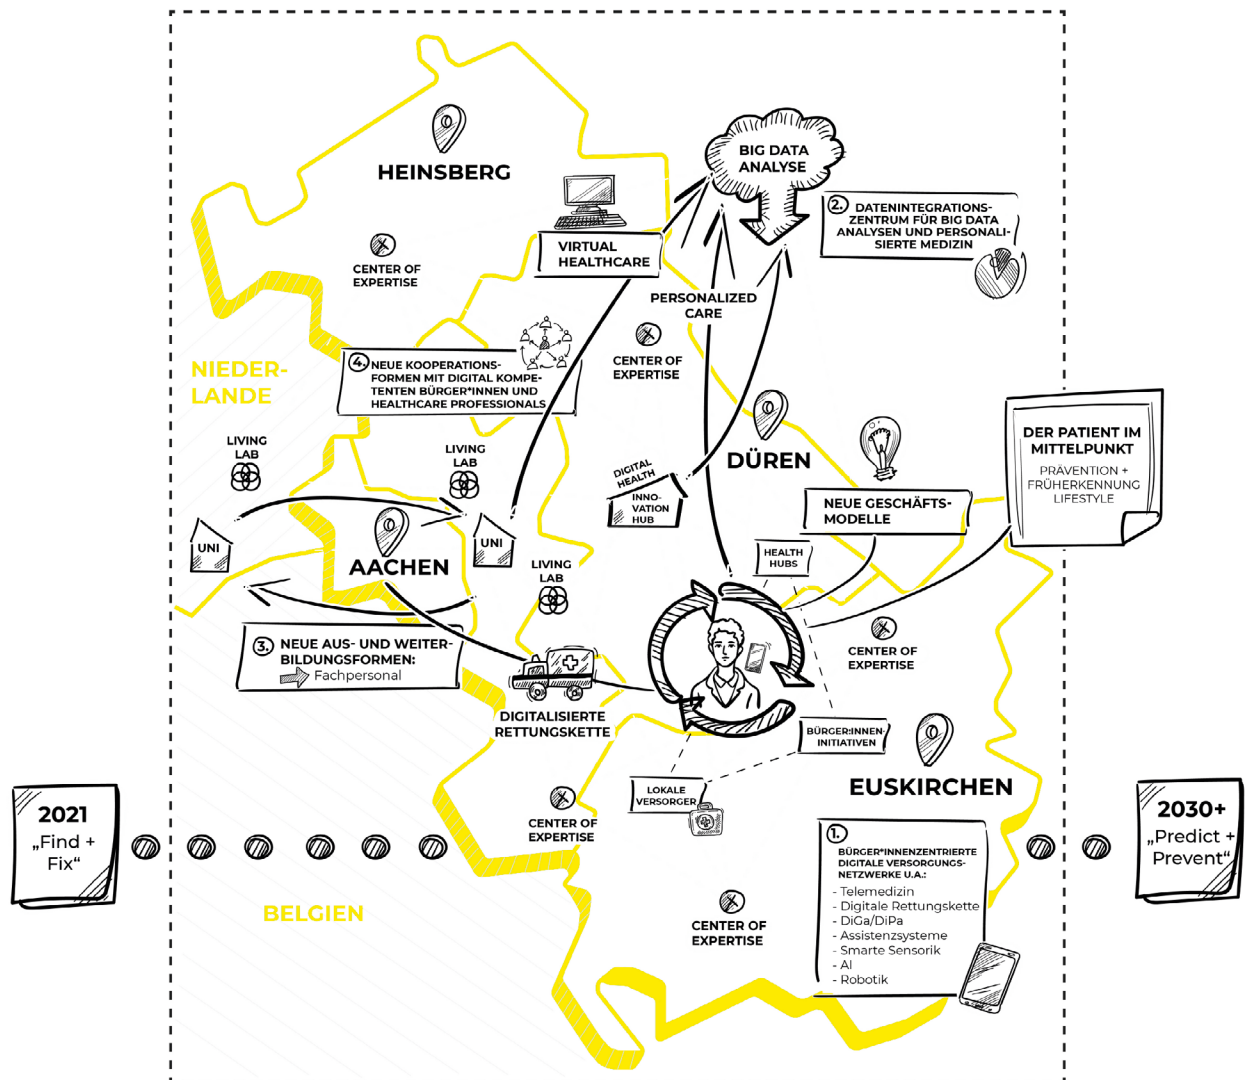 HEINSBERG
BIG DATA
ANALYSE
2. DATENINTEGRATIONS-
ZENTRUM FÜR BIG DATA
ANALYSEN UND PERSONALI-
SIERTE MEDIZIN
VIRTUAL
HEALTHCARE
CENTER OF
EXPERTISE
PERSONALIZED
CARE
CENTER OF
EXPERTISE
NIEDER-
LANDE
4. NEUE KOOPERATIONS-
FORMEN MIT DIGITAL KOMPE-
TENTEN BÜRGER*INNEN UND
HEALTHCARE PROFESSIONALS
LIVING
LAB
LIVING
LAB
DIGITAL
HEALTH
INNO-
VATION
HUB
DÜREN
DER PATIENT IM
MITTELPUNKT
PRÄVENTION +
FRÜHERKENNUNG
LIFESTYLE
NEUE GESCHÄFTS-
MODELLE
UNI
UNI
AACHEN
LIVING
LAB
HEALTH
HUBS
3. NEUE AUS- UND WEITER-
BILDUNGSFORMEN:
Fachpersonal
CENTER OF
EXPERTISE
DIGITALISIERTE
RETTUNGSKETTE
BÜRGER:INNEN-
INITIATIVEN
LOKALE
VERSORGER
EUSKIRCHEN
2021
„Find +
Fix“
CENTER OF
EXPERTISE
2030+
„Predict +
Prevent“
1.
BÜRGER*INNENZENTRIERTE
DIGITALE VERSORGUNGS-
NETZWERKE U.A.:
- Telemedizin
- Digitale Rettungskette
- DiGa/DiPa
- Assistenzsysteme
- Smarte Sensorik
- AI
- Robotik
BELGIEN
CENTER OF
EXPERTISE